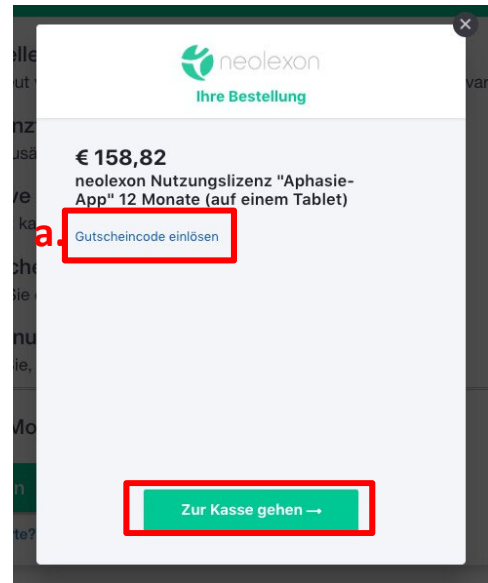 neolexon
Ihre Bestellung
€ 158,82
neolexon Nutzungslizenz "Aphasie-
App" 12 Monate (auf einem Tablet)
a.
Gutscheincode einlösen
Zur Kasse gehen →